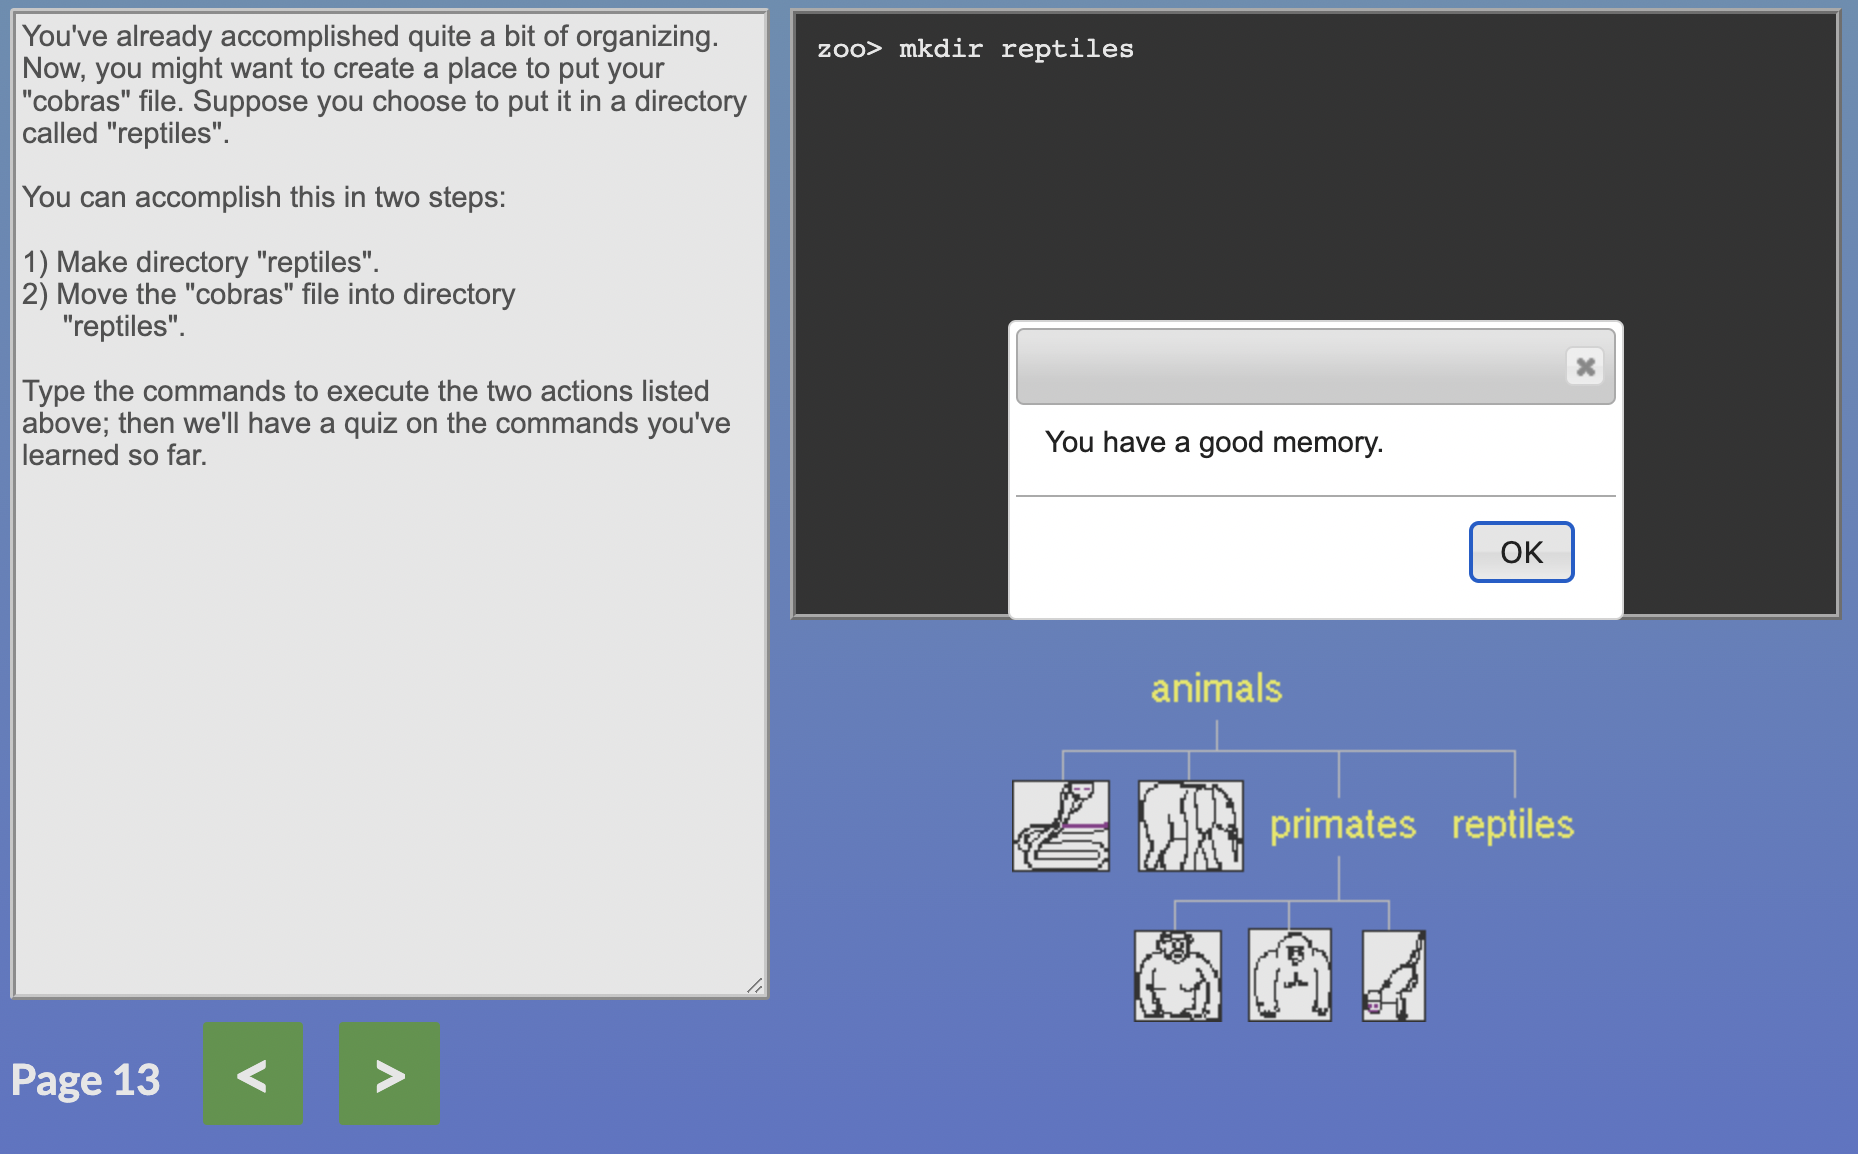 You've already accomplished quite a bit of organizing.
Now, you might want to create a place to put your
"cobras" file. Suppose you choose to put it in a directory
called "reptiles".
You can accomplish this in two steps:
1) Make directory "reptiles".
2) Move the "cobras" file into directory
"reptiles".
Type the commands to execute the two actions listed
above; then we'll have a quiz on the commands you've
learned so far.
zoo> mkdir reptiles
You have a good memory.
OK
animals
primates reptiles
Page 13 < >